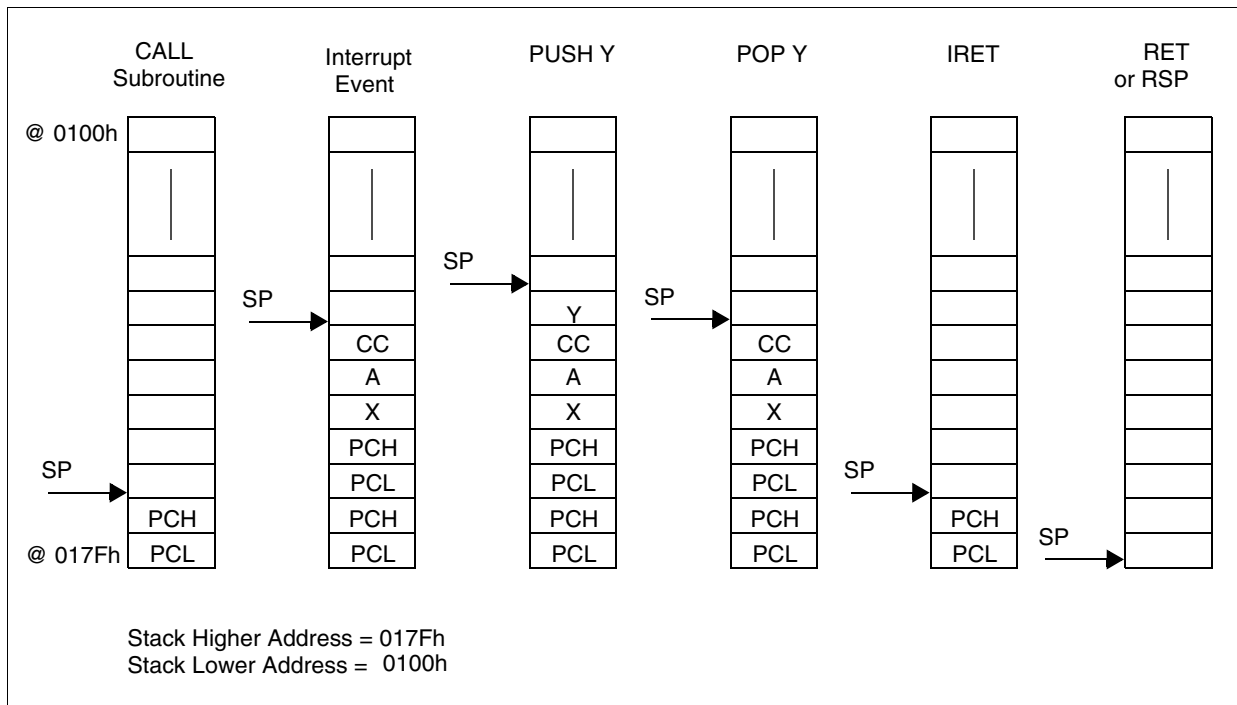 CALL
Subroutine
Interrupt
Event
PUSH Y
POP Y
IRET
RET
or RSP
@ 0100h
SP
SP
SP
Y
CC
CC
CC
A
A
A
X
X
X
SP
PCH
PCH
PCH
SP
PCL
PCL
PCL
PCH
PCH
PCH
PCH
PCH
SP
@ 017Fh
PCL
PCL
PCL
PCL
PCL
Stack Higher Address = 017Fh
Stack Lower Address = 0100h